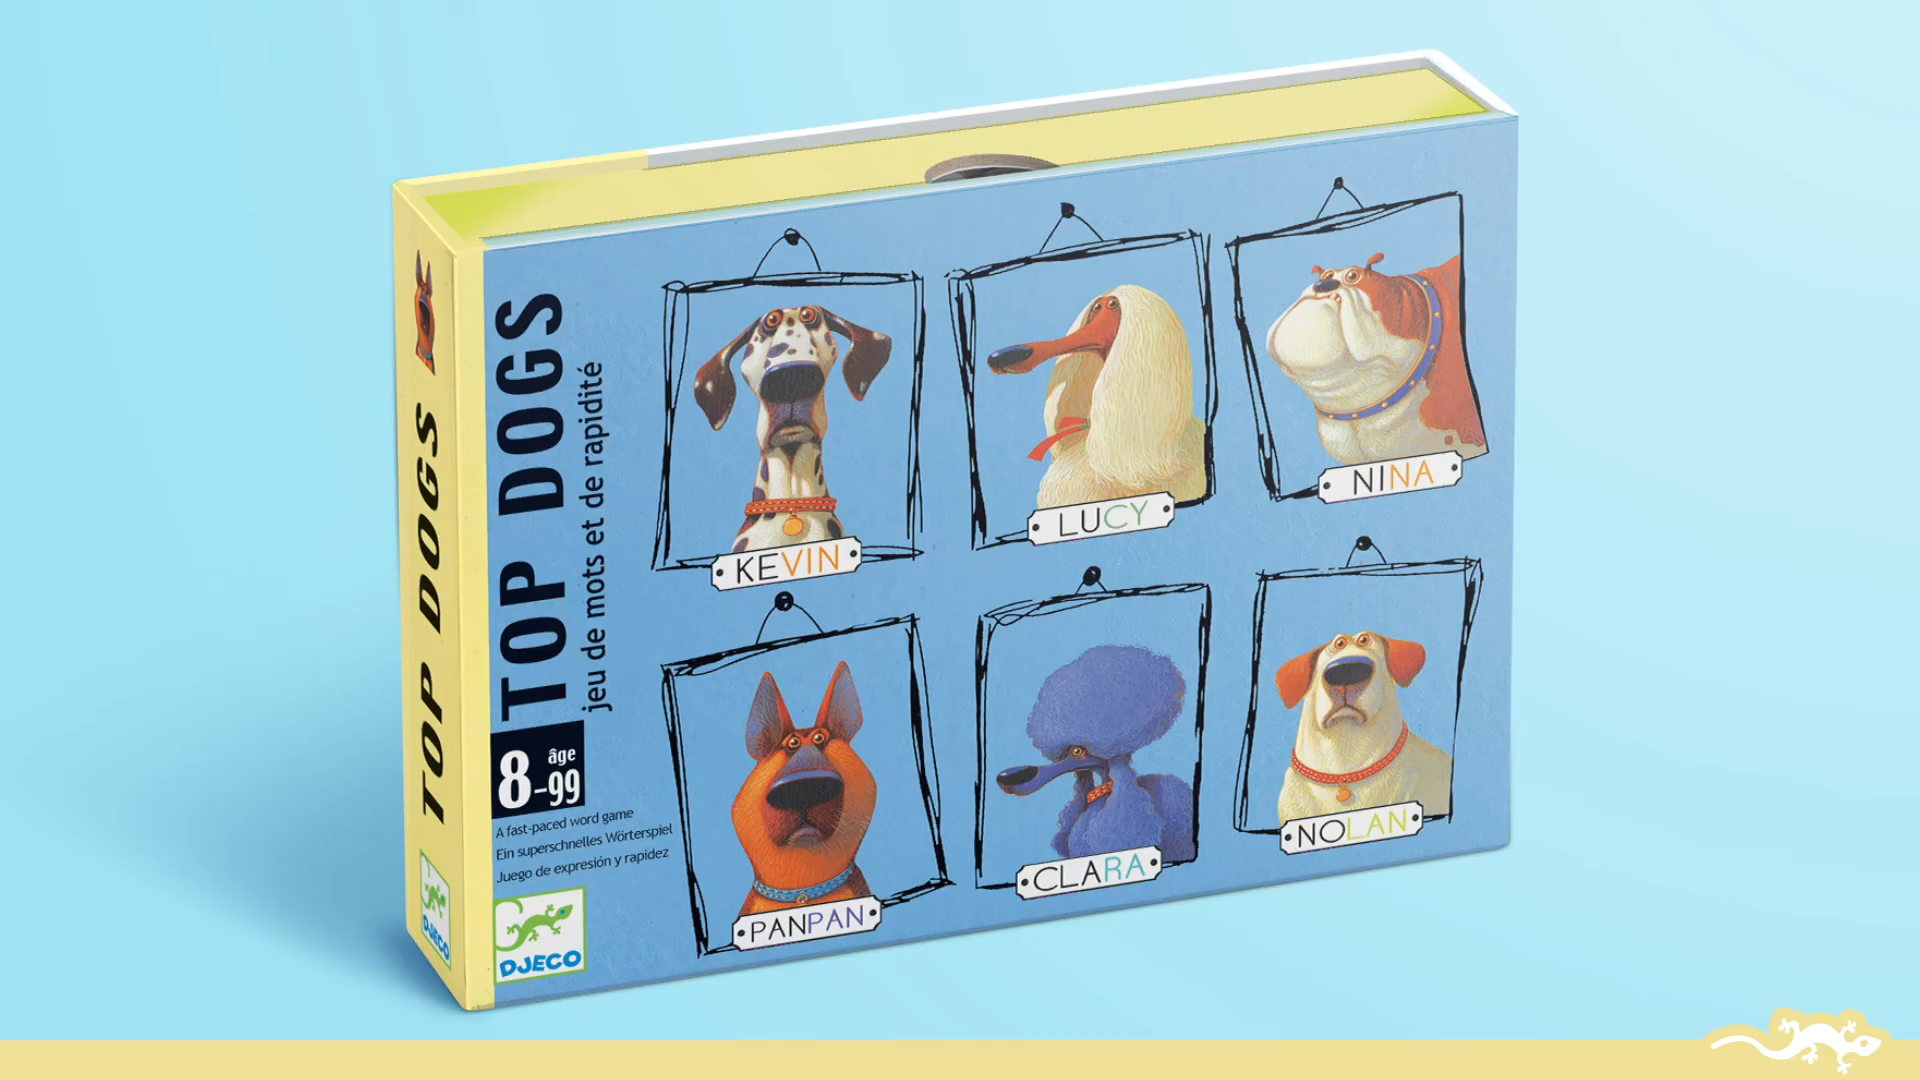 TOP DOGS
DJECO
TOP DOGS
jeu de mots et de rapidité
âge
8-99
A fast-paced word game
Ein superschnelles Wörterspiel
Juego de expresión y rapidez
DJECO
KEVIN
LUCY
NINA
PANPAN
CLARA
NOLAN